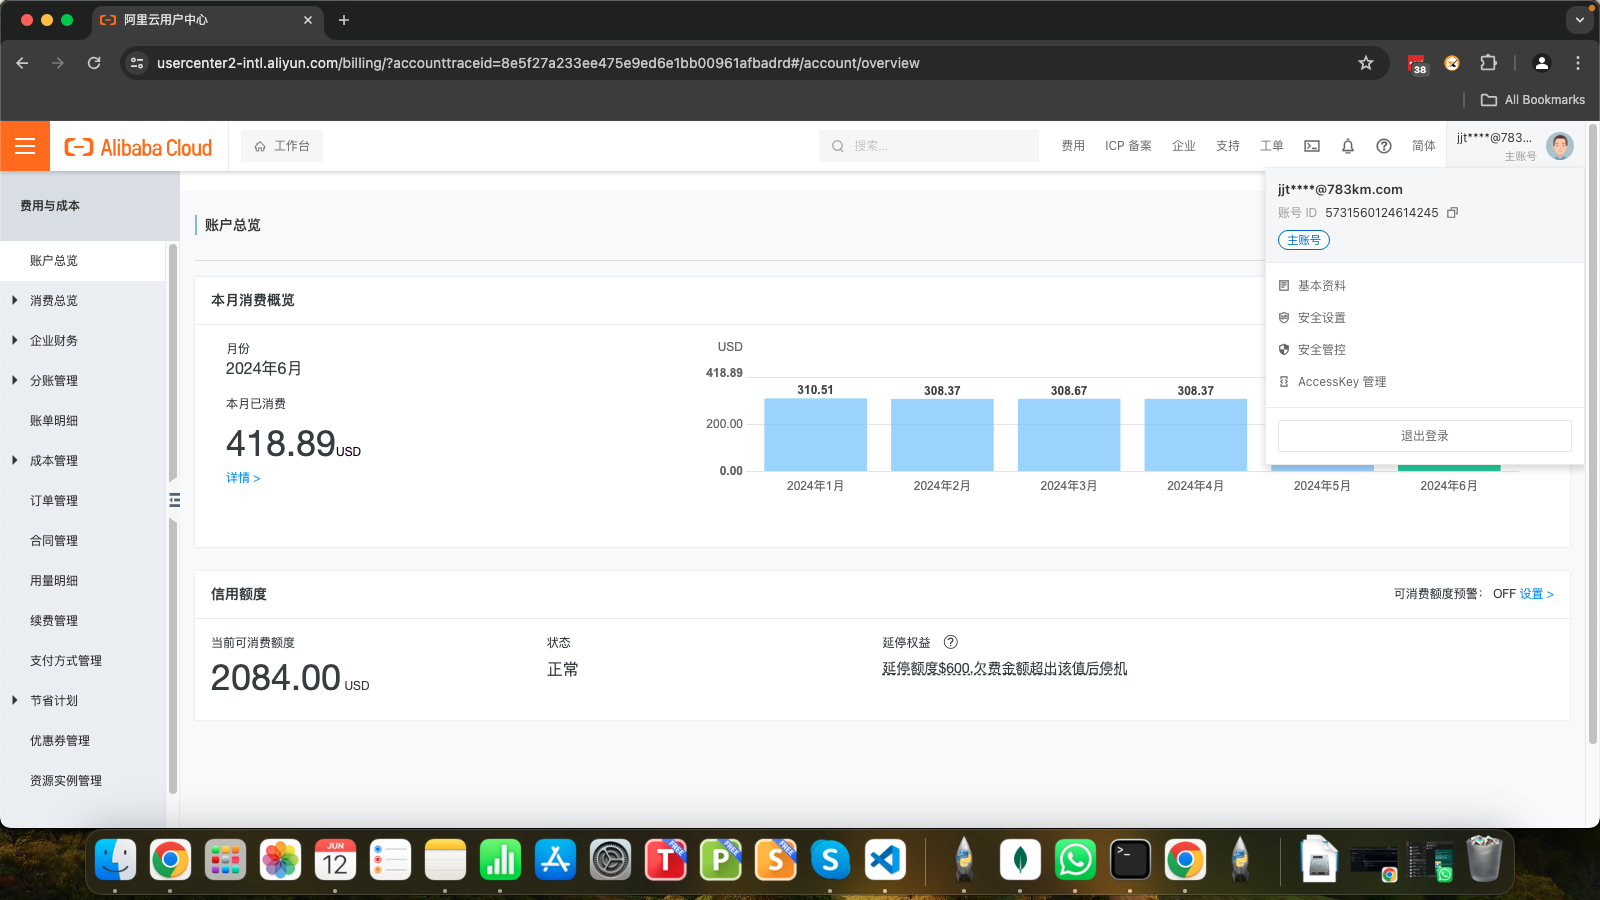 阿里云用户中心
usercenter2-intl.aliyun.com/billing/?accounttraceid=8e5f27a233ee475e9ed6e1bb00961afbadrd#/account/overview
38
All Bookmarks
Alibaba Cloud
工作台
搜索...
费用
ICP 备案
企业
支持
工单
简体
jjt****@783...
主账号
jjt****@783km.com
账号 ID 5731560124614245
主账号
基本资料
安全设置
安全管控
AccessKey 管理
退出登录
费用与成本
账户总览
消费总览
企业财务
分账管理
账单明细
成本管理
订单管理
合同管理
用量明细
续费管理
支付方式管理
节省计划
优惠券管理
资源实例管理
账户总览
本月消费概览
月份
2024年6月
本月已消费
418.89USD
详情 >
USD
418.89
200.00
0.00
310.51
308.37
308.67
308.37
2024年1月
2024年2月
2024年3月
2024年4月
2024年5月
2024年6月
信用额度
可消费额度预警： OFF 设置 >
当前可消费额度
2084.00 USD
状态
正常
延停权益
延停额度$600,欠费金额超出该值后停机
JUN
12
T
FREE
P
FREE
S
FREE
S
>_